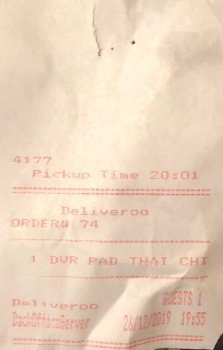 4177
Pickup Time 20:01
Deliveroo
ORDER# 74
1 DVR PAD THAI CHI
GUESTS 1
Deliveroo
BackOfficeServer 26/12/2019 19:55